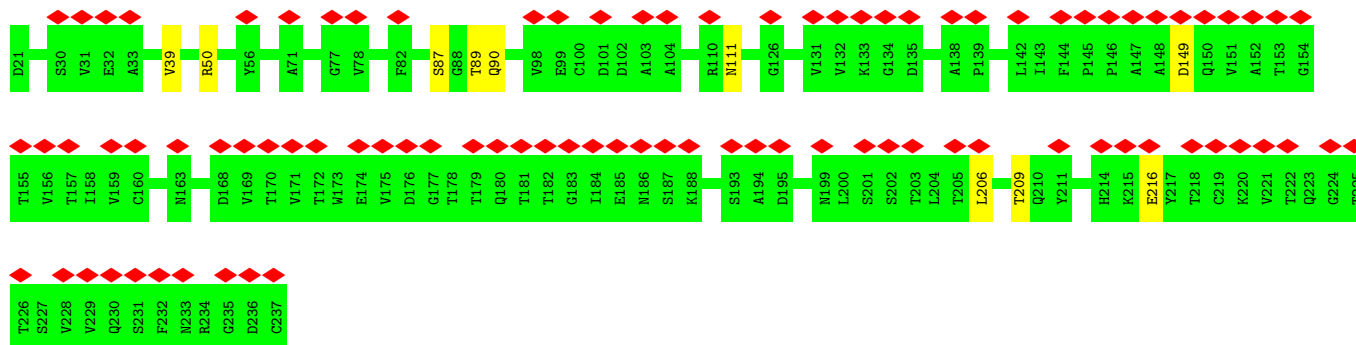 D21 S30 V31 E32 A33 V39 R50 Y56 A71 G77 V78 F82 S87 G88 T89 Q90 V98 E99 C100 D101 D102 A103 A104 R110 N111 G126 V131 V132 K133 G134 D135 A138 P139 L142 I143 F144 P145 P146 A147 A148 D149 Q150 V151 A152 T153 G154
T155 V156 T157 I158 V159 C160 N163 D168 V169 T170 V171 T172 W173 E174 V175 D176 G177 T178 T179 Q180 T181 T182 G183 I184 E185 N186 S187 K188 S193 A194 D195 N199 L200 S201 S202 T203 L204 T205 L206 T209 Q210 Y211 H214 K215 E216 Y217 T218 C219 K220 V221 T222 Q223 G224
T226 S227 V228 V229 Q230 S231 F232 N233 R234 G235 D236 C237